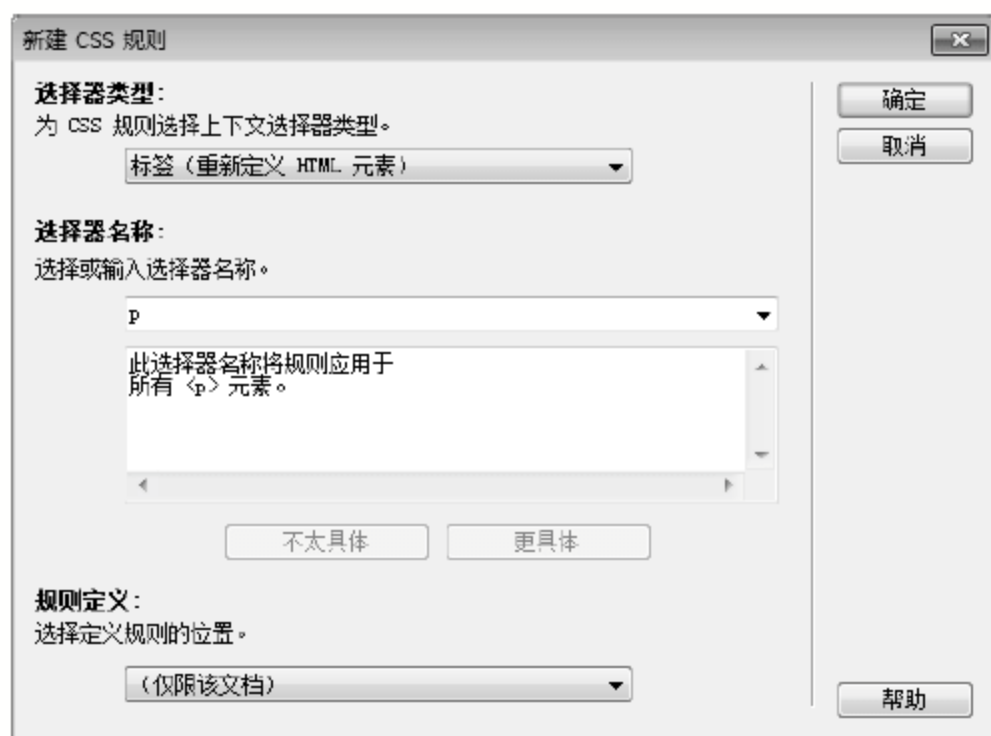 新建 CSS 规则
选择器类型:
确定
为 CSS 规则选择上下文选择器类型。
取消
标签（重新定义 HTML 元素）
选择器名称:
选择或输入选择器名称。
p
此选择器名称将规则应用于
所有 <p> 元素。
不太具体
更具体
规则定义:
选择定义规则的位置。
（仅限该文档）
帮助